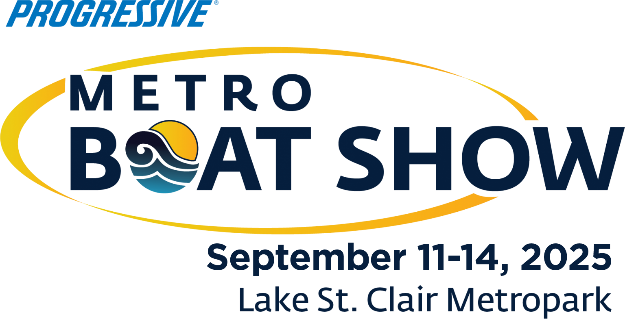 PROGRESSIVE®
METRO
BOAT SHOW
September 11-14, 2025
Lake St. Clair Metropark